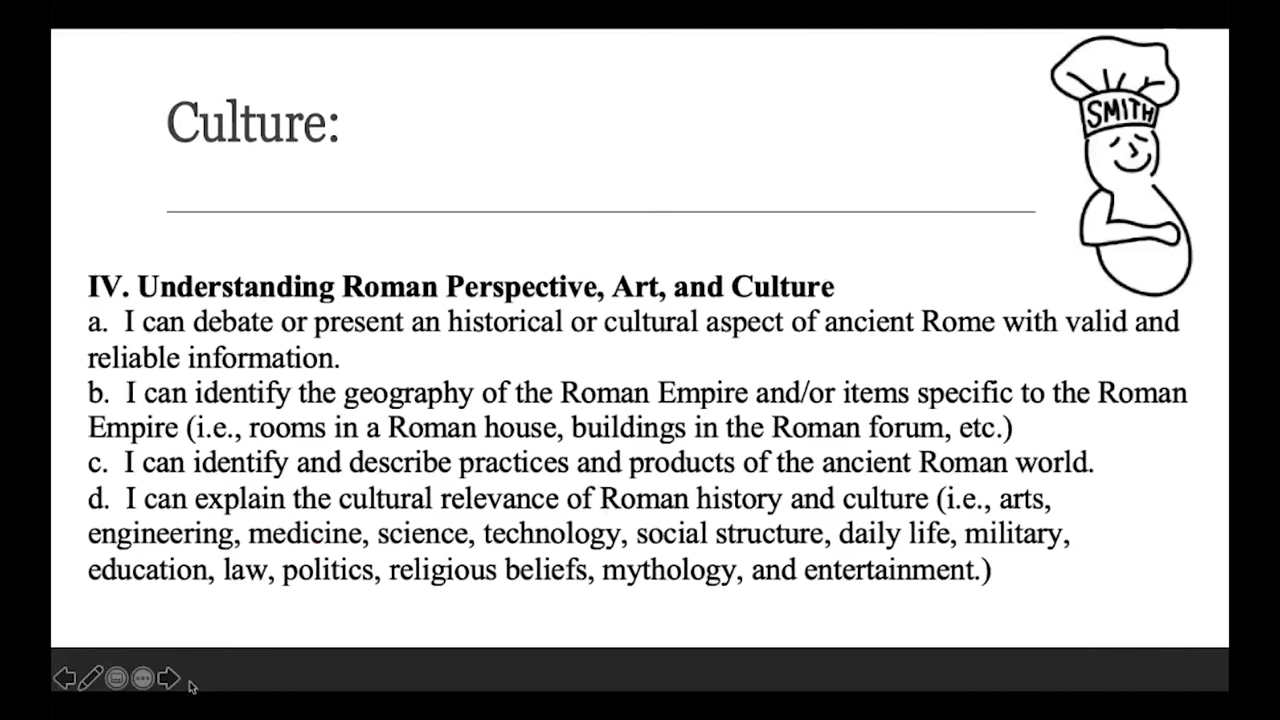 Culture:
SMITH
IV. Understanding Roman Perspective, Art, and Culture
a. I can debate or present an historical or cultural aspect of ancient Rome with valid and
reliable information.
b. I can identify the geography of the Roman Empire and/or items specific to the Roman
Empire (i.e., rooms in a Roman house, buildings in the Roman forum, etc.)
c. I can identify and describe practices and products of the ancient Roman world.
d. I can explain the cultural relevance of Roman history and culture (i.e., arts,
engineering, medicine, science, technology, social structure, daily life, military,
education, law, politics, religious beliefs, mythology, and entertainment.)